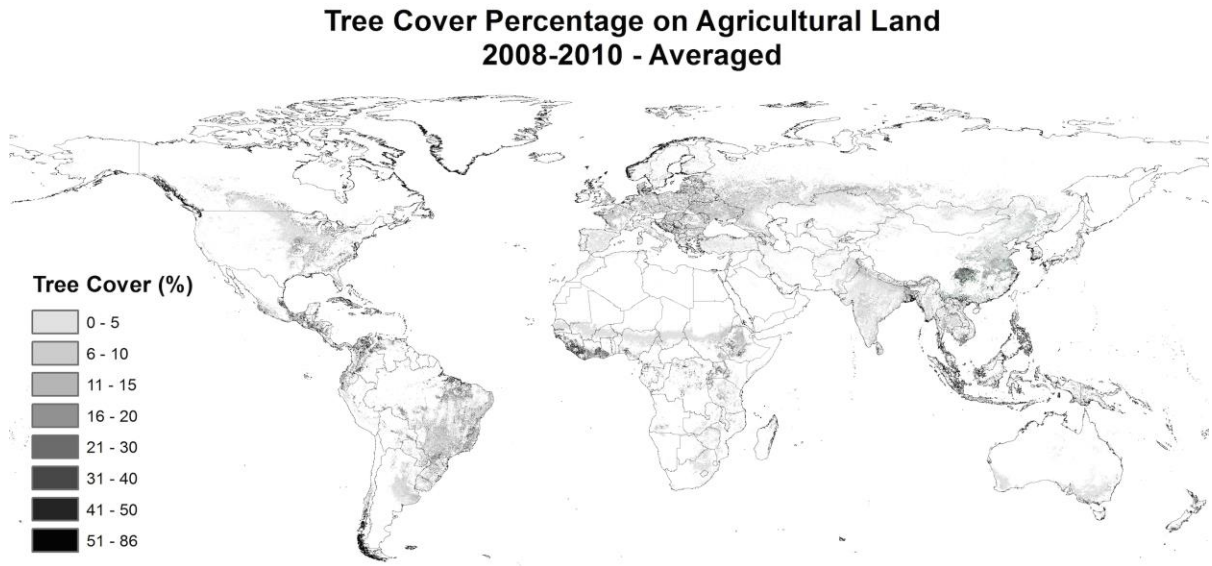 Tree Cover Percentage on Agricultural Land
2008-2010 - Averaged
Tree Cover (%)
0 - 5
6 - 10
11 - 15
16 - 20
21 - 30
31 - 40
41 - 50
51 - 86